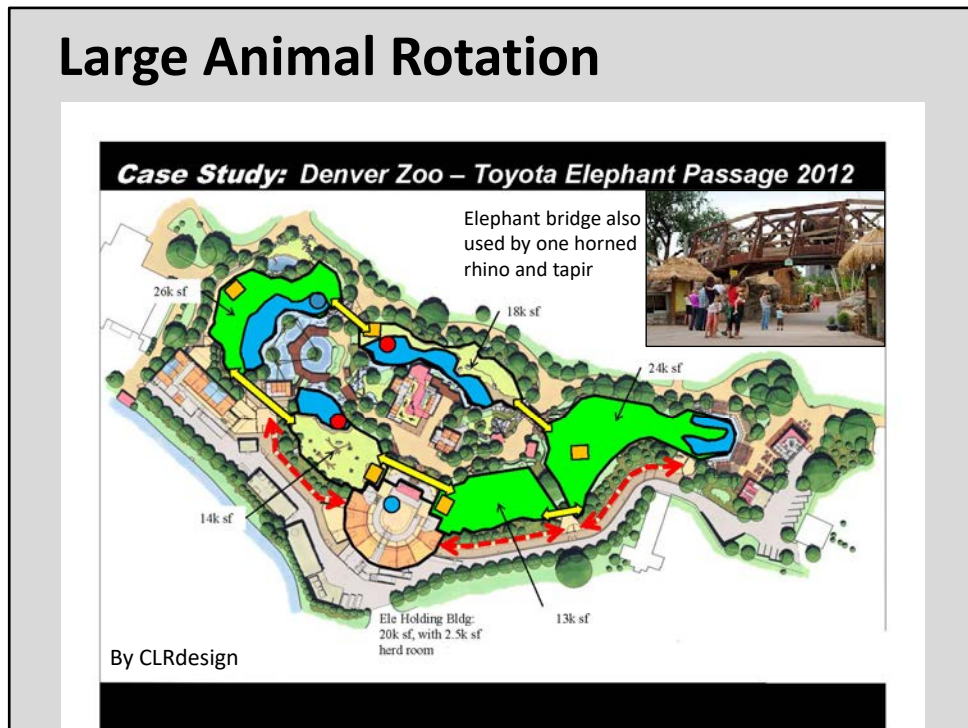 Large Animal Rotation
Case Study: Denver Zoo – Toyota Elephant Passage 2012
Elephant bridge also
used by one horned
rhino and tapir
26k sf
18k sf
24k sf
14k sf
Ele Holding Bldg:
20k sf, with 2.5k sf
herd room
13k sf
By CLRdesign